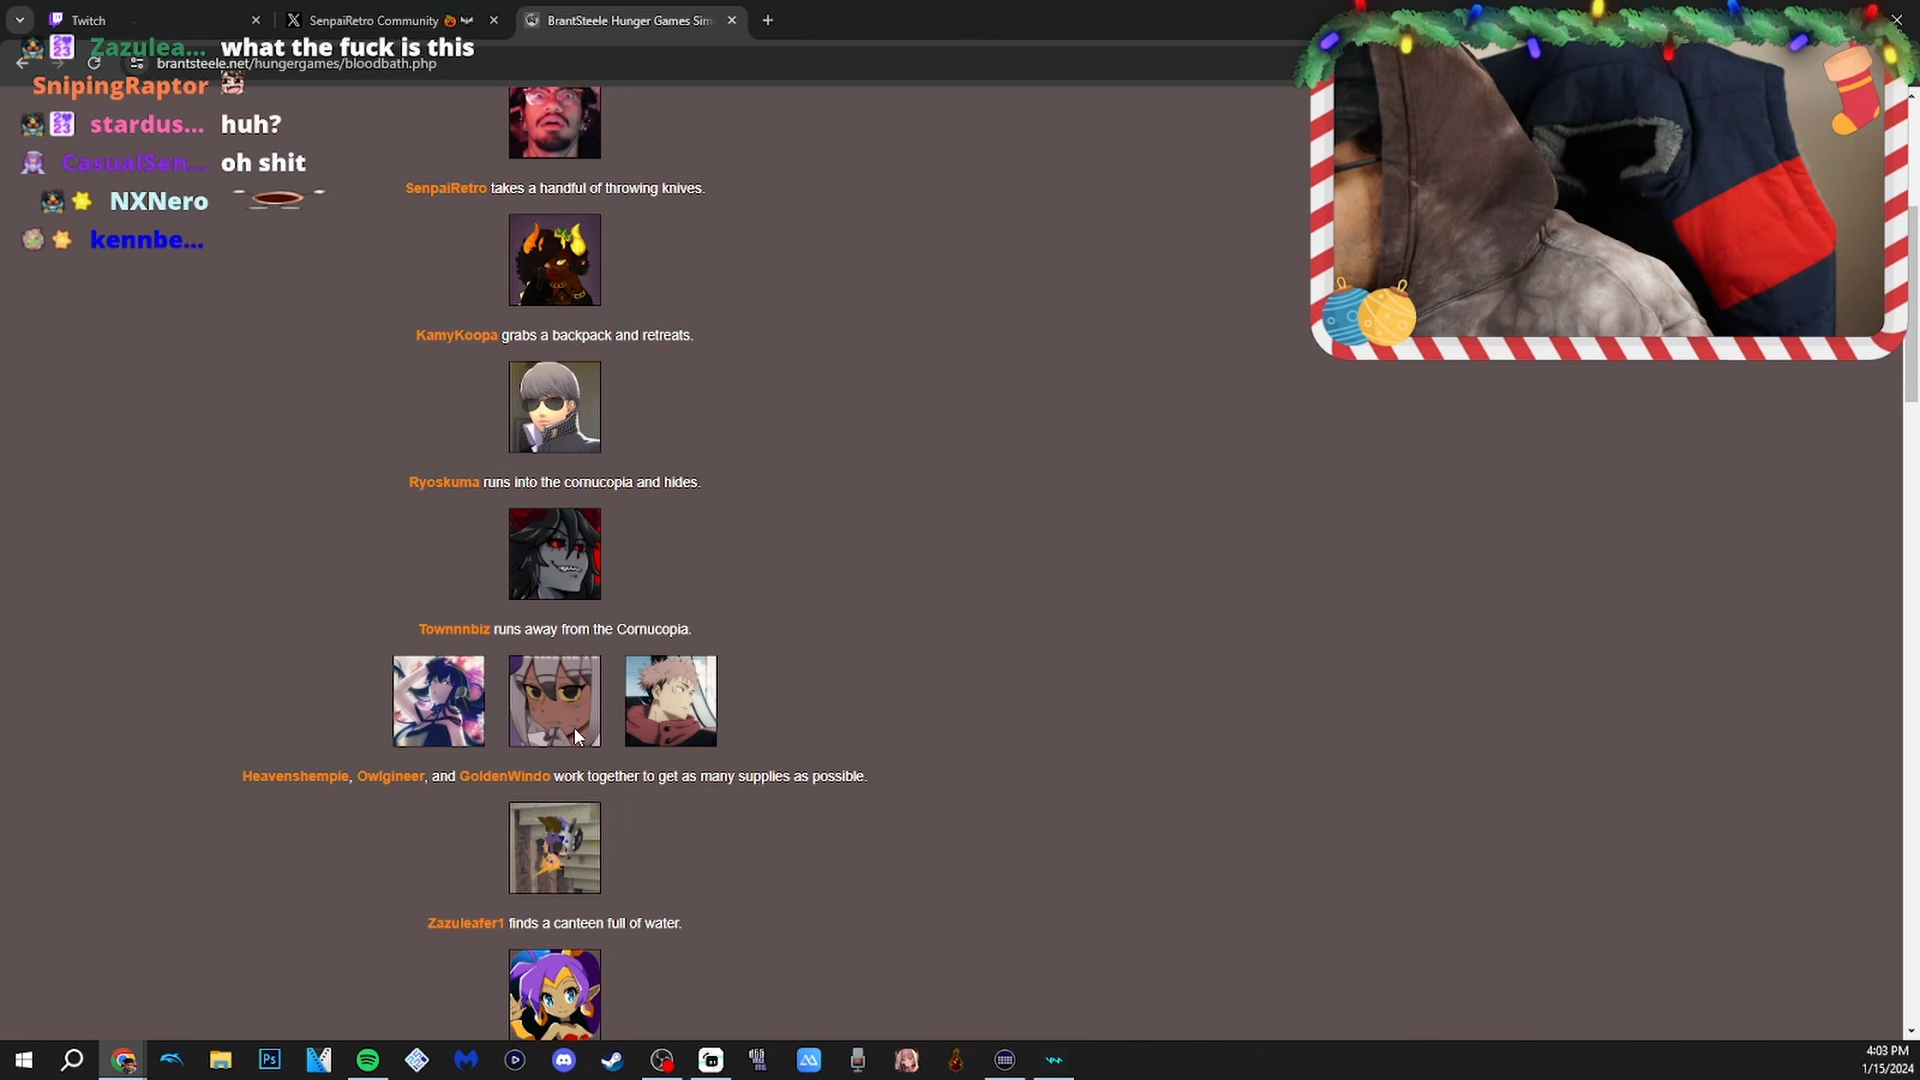 Twitch
SenpaiRetro Community
BrantSteele Hunger Games Sim
brantsteele.net/hungergames/bloodbath.php
Zazulea... what the fuck is this
SnipingRaptor
stardus... huh?
CasualSen... oh shit
NXNero
kennbe...
SenpaiRetro takes a handful of throwing knives.
KamyKoopa grabs a backpack and retreats.
Ryoskuma runs into the cornucopia and hides.
Townnnbiz runs away from the Cornucopia.
Heavenshempie, Owlgineer, and GoldenWindo work together to get as many supplies as possible.
Zazuleafer1 finds a canteen full of water.
Ps
4:03 PM
1/15/2024